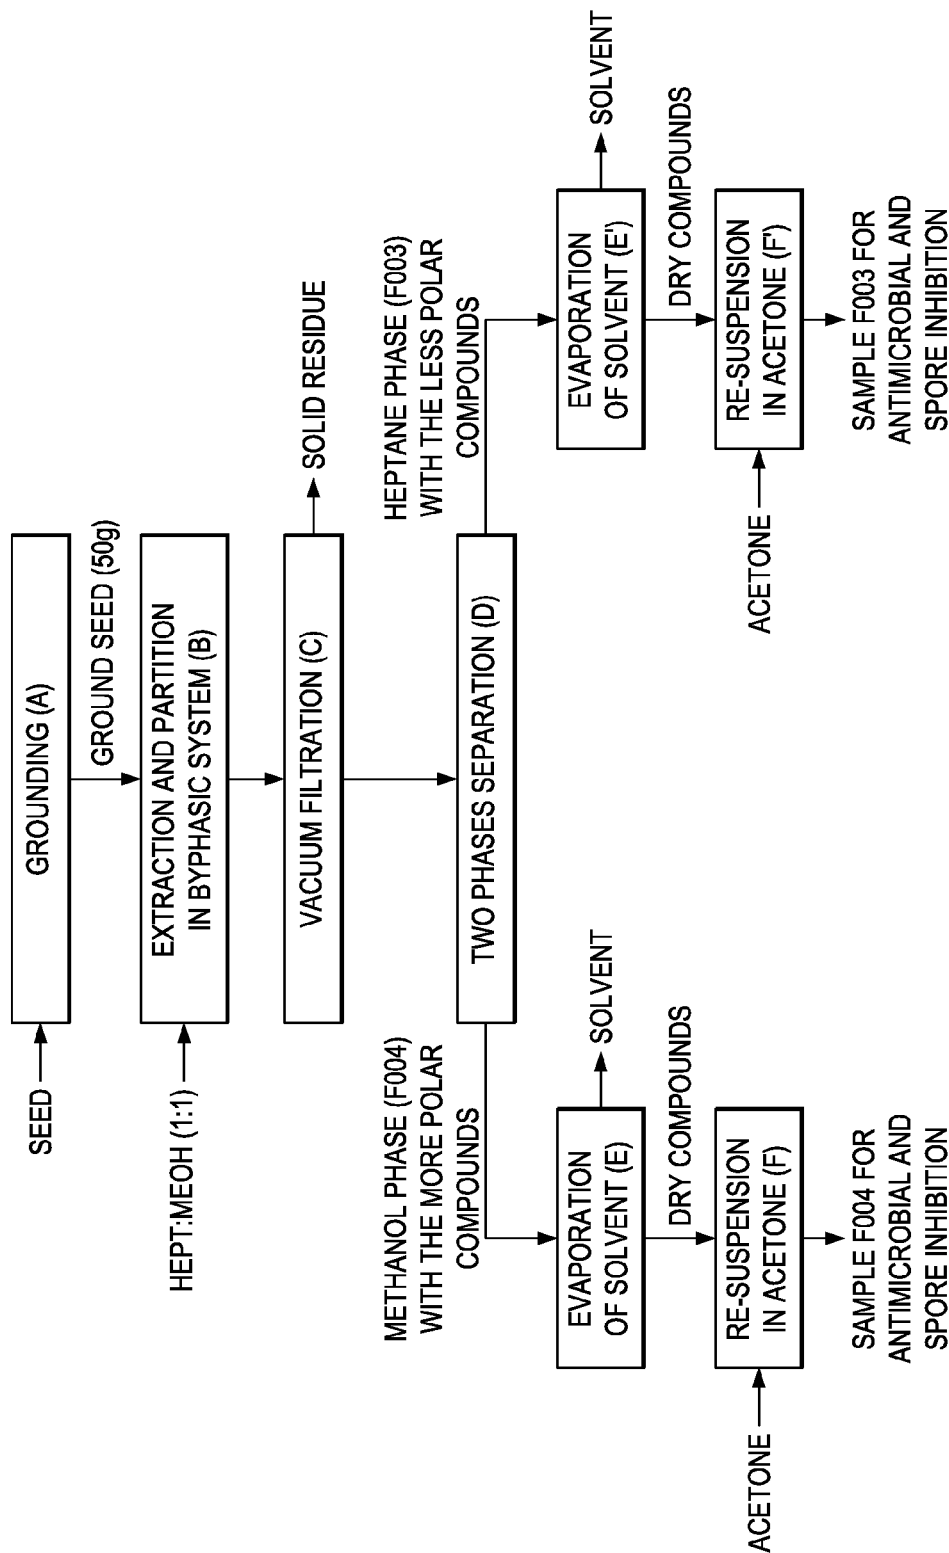 SEED
GROUNDING (A)
GROUND SEED (50g)
HEPT:MEOH (1:1)
EXTRACTION AND PARTITION
IN BYPHASIC SYSTEM (B)
VACUUM FILTRATION (C)
SOLID RESIDUE
METHANOL PHASE (F004)
WITH THE MORE POLAR
COMPOUNDS
HEPTANE PHASE (F003)
WITH THE LESS POLAR
COMPOUNDS
TWO PHASES SEPARATION (D)
EVAPORATION
OF SOLVENT (E)
SOLVENT
DRY COMPOUNDS
ACETONE
RE-SUSPENSION
IN ACETONE (F)
SAMPLE F004 FOR
ANTIMICROBIAL AND
SPORE INHIBITION
EVAPORATION
OF SOLVENT (E')
SOLVENT
DRY COMPOUNDS
ACETONE
RE-SUSPENSION
IN ACETONE (F')
SAMPLE F003 FOR
ANTIMICROBIAL AND
SPORE INHIBITION